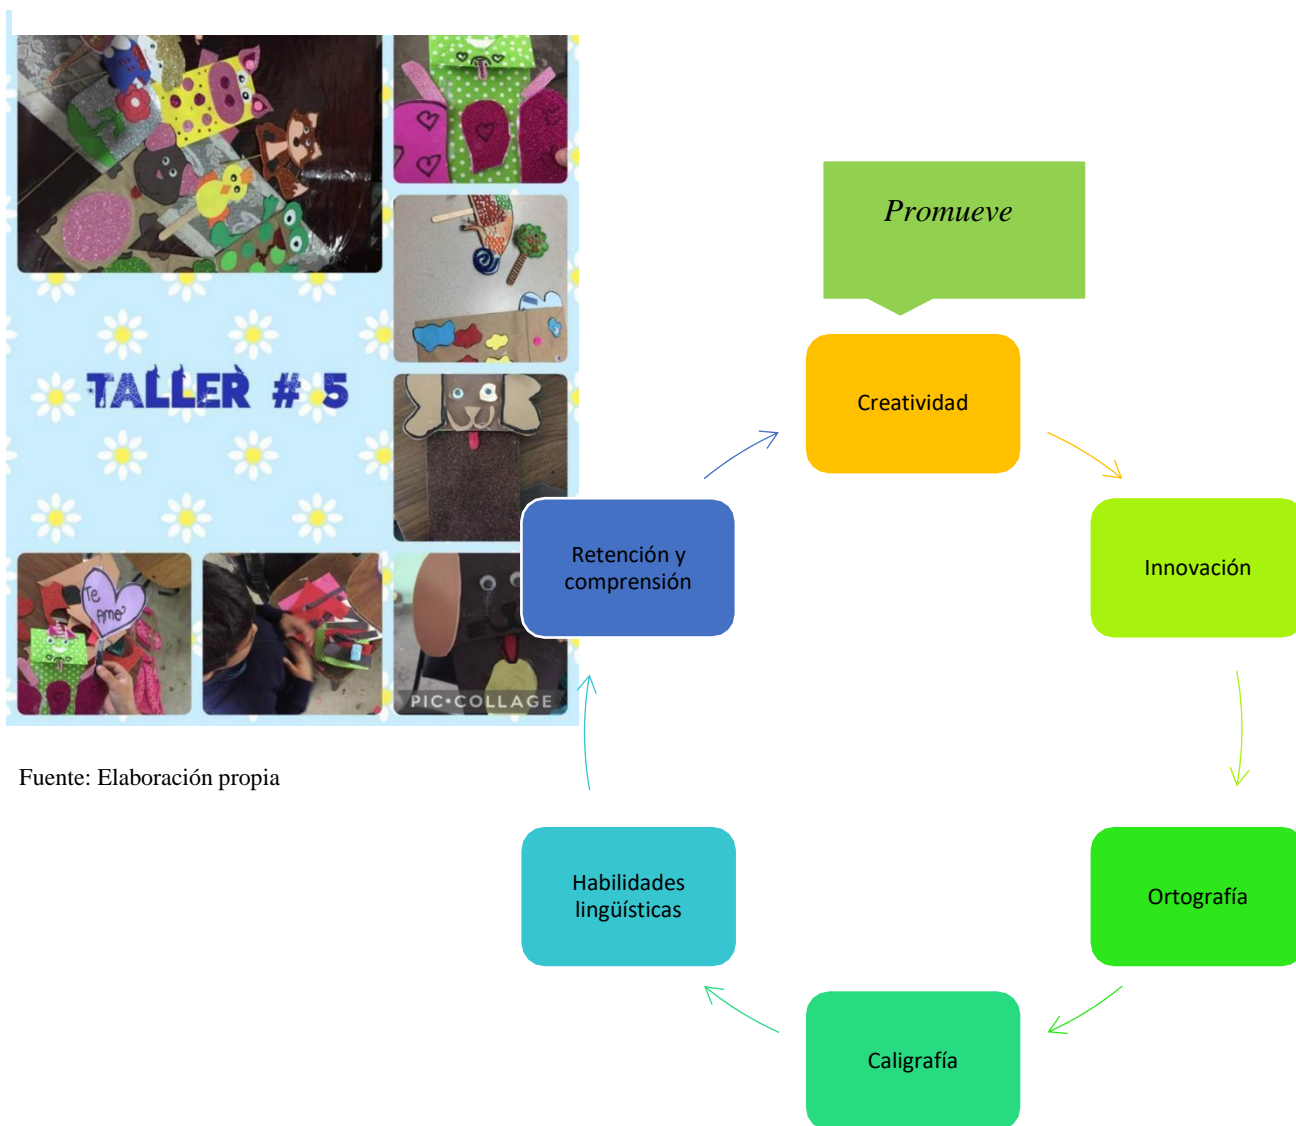 Promueve
TALLER # 5
Creatividad
Retención y
comprensión
Innovación
Te
Amo
PIC•COLLAGE
Fuente: Elaboración propia
Habilidades
lingüísticas
Ortografía
Caligrafía